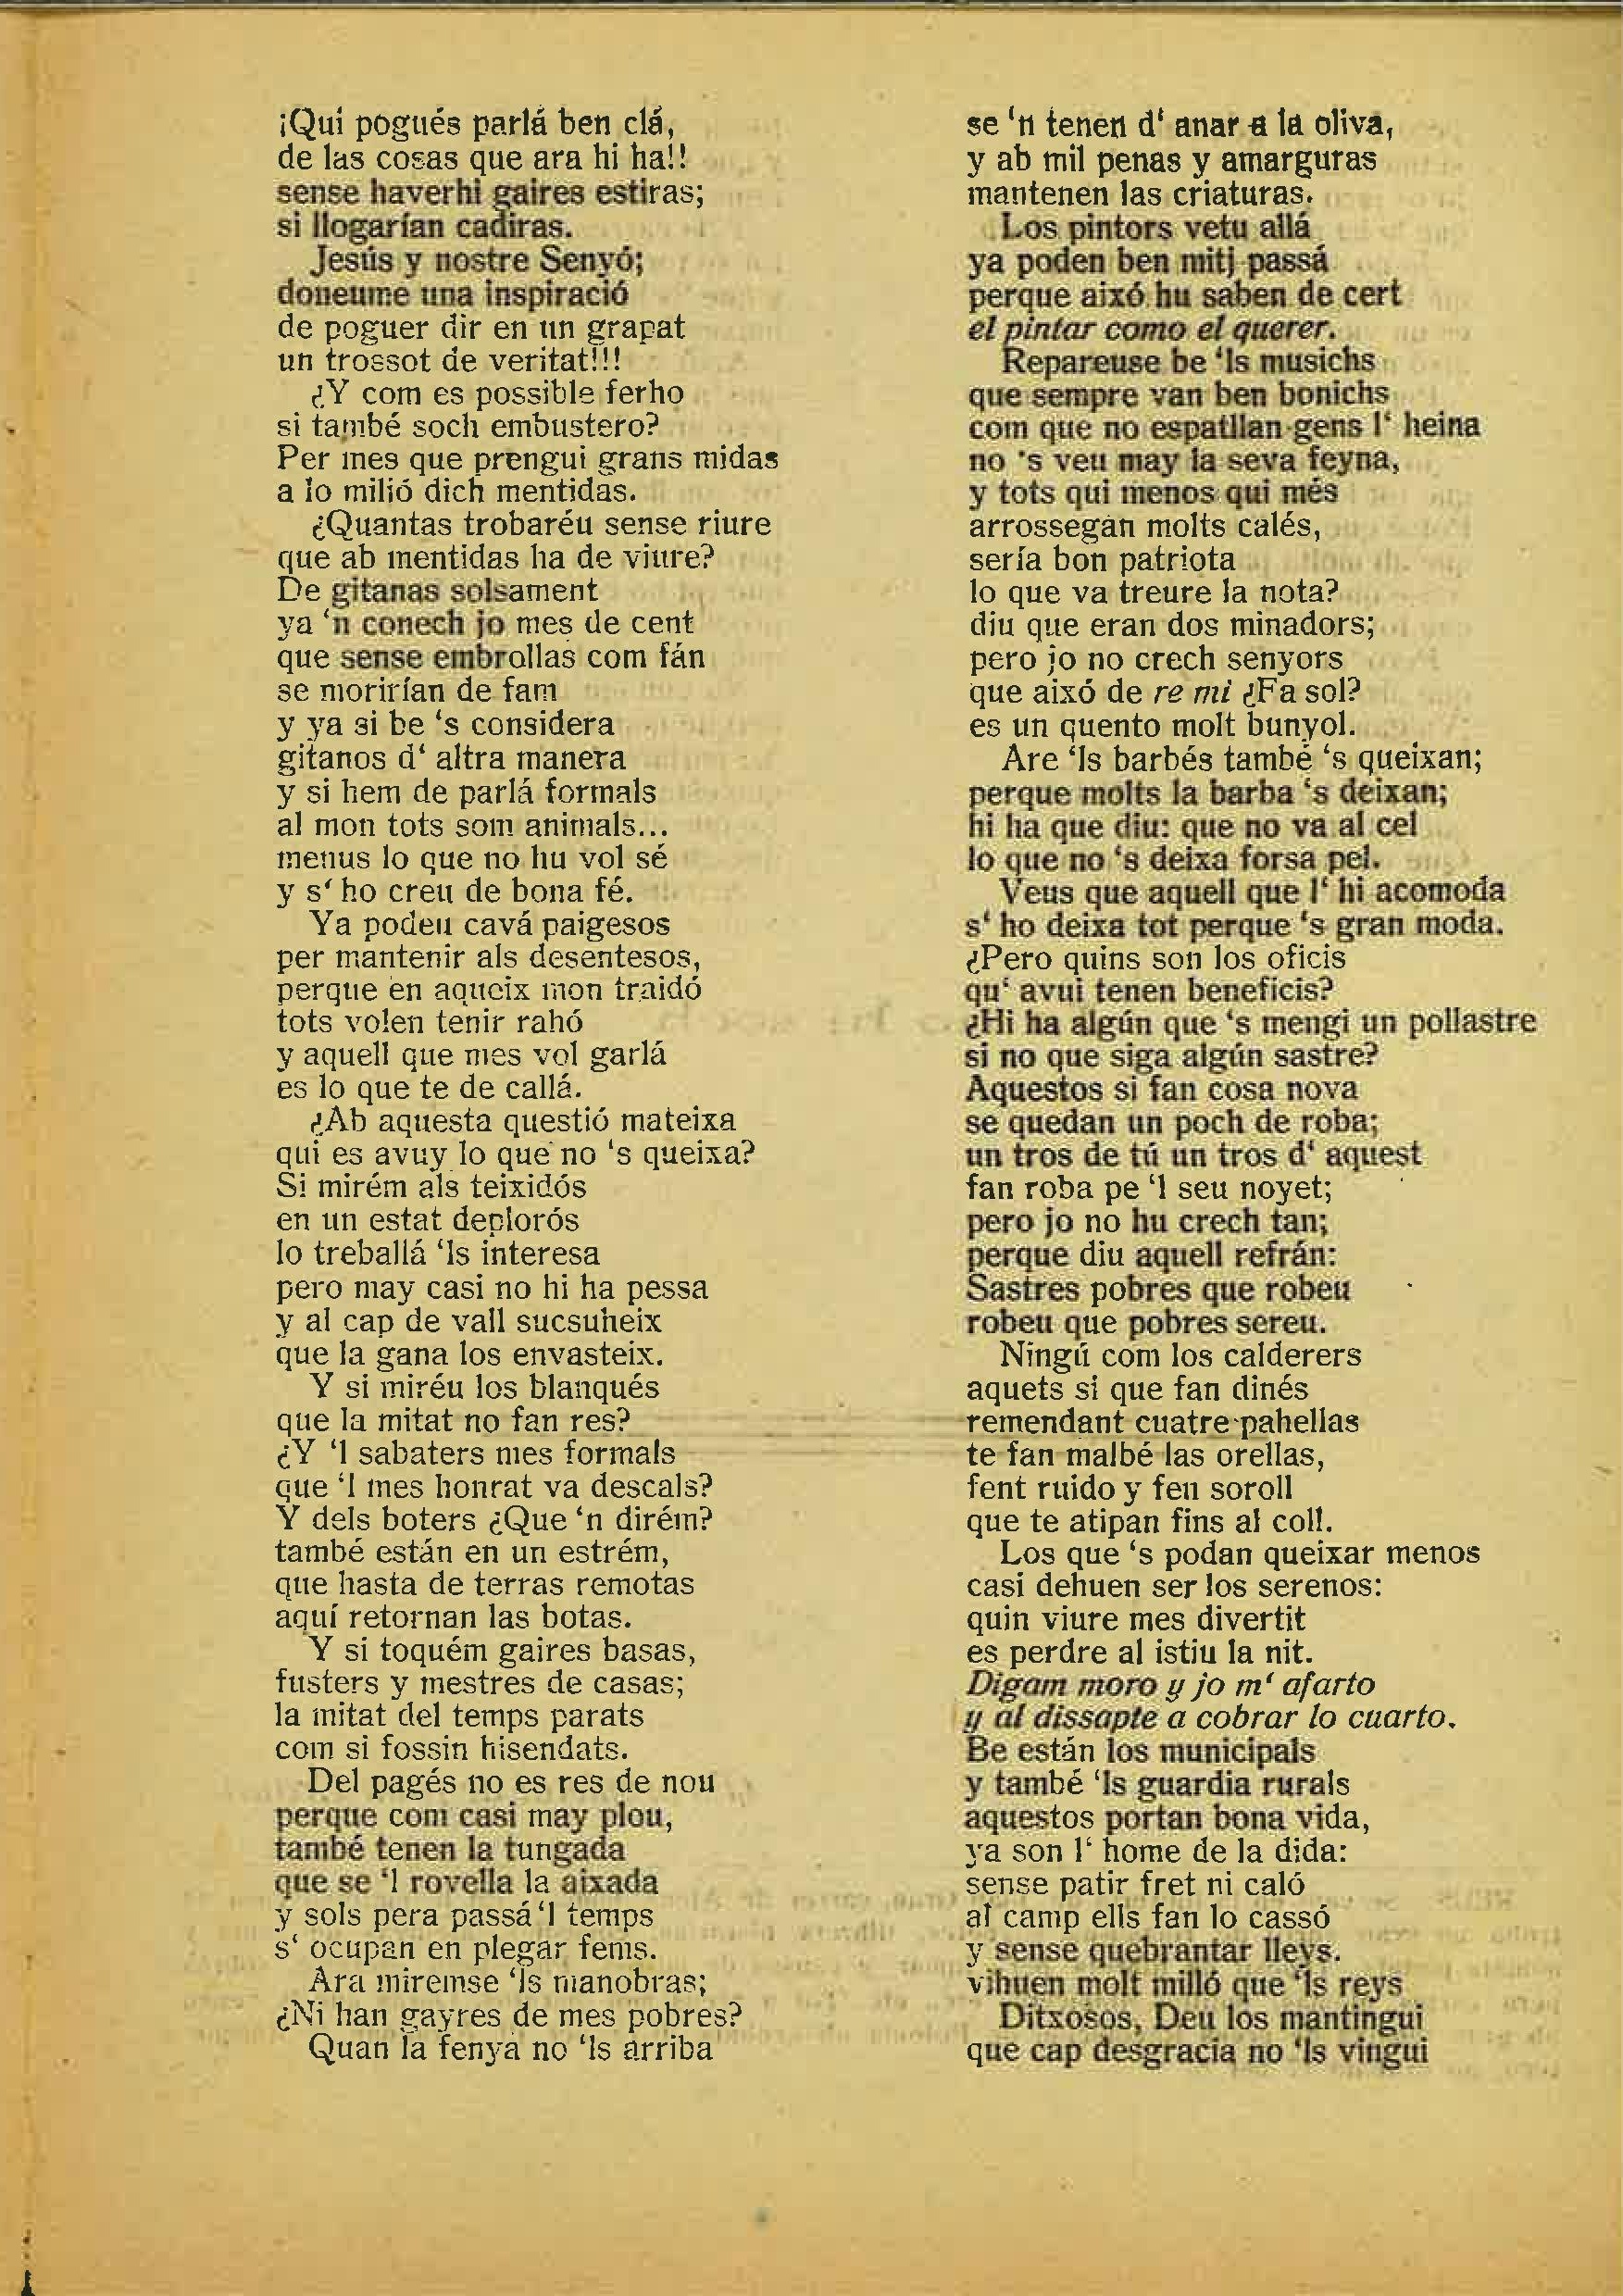 ¡Qui pogués parlá ben clá,
de las cosas que ara hi ha!!
sense haverhi gaires estiras;
si llogarían cadiras.
Jesús y nostre Senyó;
doneume una inspiració
de poguer dir en un grapat
un trossot de veritat!!!
¿Y com es possible ferho
si també soch embustero?
Per mes que prengui grans midas
a lo milió dich mentidas.
¿Quantas trobaréu sense riure
que ab mentidas ha de viure?
De gitanas solsament
ya ‘n conech jo mes de cent
que sense embrollas com fán
se morirían de fam
y ya si be ‘s considera
gitanos d‘ altra manera
y si hem de parlá formals
al mon tots som animals...
menus lo que no hu vol sé
y s‘ ho creu de bona fé.
Ya podeu cavá paigesos
per mantenir als desentesos,
perque en aqueix mon traidó
tots volen tenir rahó
y aquell que mes vol garlá
es lo que te de callá.
¿Ab aquesta questió mateixa
qui es avuy lo que no ‘s queixa?
Si mirém als teixidós
en un estat deplorós
lo treballá ‘ls interesa
pero may casi no hi ha pessa
y al cap de vall sucsuheix
que la gana los envasteix.
Y si miréu los blanqués
que la mitat no fan res?
¿Y ‘l sabaters mes formals
que ‘l mes honrat va descals?
Y dels boters ¿Que ‘n dirém?
també están en un estrém,
que hasta de terras remotas
aquí retornan las botas.
Y si toquém gaires basas,
fusters y mestres de casas;
la mitat del temps parats
com si fossin hisendats.
Del pagés no es res de nou
perque com casi may plou,
també tenen la tungada
que se ‘l rovella la aixada
y sols pera passá ‘l temps
s‘ ocupan en plegar fems.
Ara miremse ‘ls manobras;
¿Ni han gayres de mes pobres?
Quan la fenya no ‘ls arriba
se ‘n tenen d‘ anar a la oliva,
y ab mil penas y amarguras
mantenen las criaturas.
Los pintors vetu allá
ya poden ben mitj passá
perque aixó hu saben de cert
el pintar como el querer.
Repareuse be ‘ls musichs
que sempre van ben bonichs
com que no espatllan gens l‘ heina
no ‘s veu may la seva feyna,
y tots qui menos qui més
arrossegan molts calés,
sería bon patriota
lo que va treure la nota?
diu que eran dos minadors;
pero jo no crech senyors
que aixó de re mi ¿Fa sol?
es un quento molt bunyol.
Are ‘ls barbés també ‘s queixan;
perque molts la barba ‘s deixan;
hi ha que diu: que no va al cel
lo que no ‘s deixa forsa pel.
Veus que aquell que l‘ hi acomoda
s‘ ho deixa tot perque ‘s gran moda.
¿Pero quins son los oficis
qu‘ avui tenen beneficis?
¿Hi ha algún que ‘s mengi un pollastre
si no que siga algún sastre?
Aquestos si fan cosa nova
se quedan un poch de roba;
un tros de tú un tros d‘ aquest
fan roba pe ‘l seu noyet;
pero jo no hu crech tan;
perque diu aquell refrán:
Sastres pobres que robeu
robeu que pobres sereu.
Ningú com los calderers
aquets si que fan dinés
remendant cuatre pahellas
te fan malbé las orellas,
fent ruido y fen soroll
que te atipan fins al coll.
Los que ‘s podan queixar menos
casi dehuen ser los serenos:
quin viure mes divertit
es perdre al istiu la nit.
Digam moro y jo m‘ afarto
y al dissapte a cobrar lo cuarto.
Be están los municipals
y també ‘ls guardia rurals
aquestos portan bona vida,
ya son l‘ home de la dida:
sense patir fret ni caló
al camp ells fan lo cassó
y sense quebrantar lleys.
vihuen molt milló que ‘ls reys
Ditxosos, Deu los mantingui
que cap desgracia no ‘ls vingui